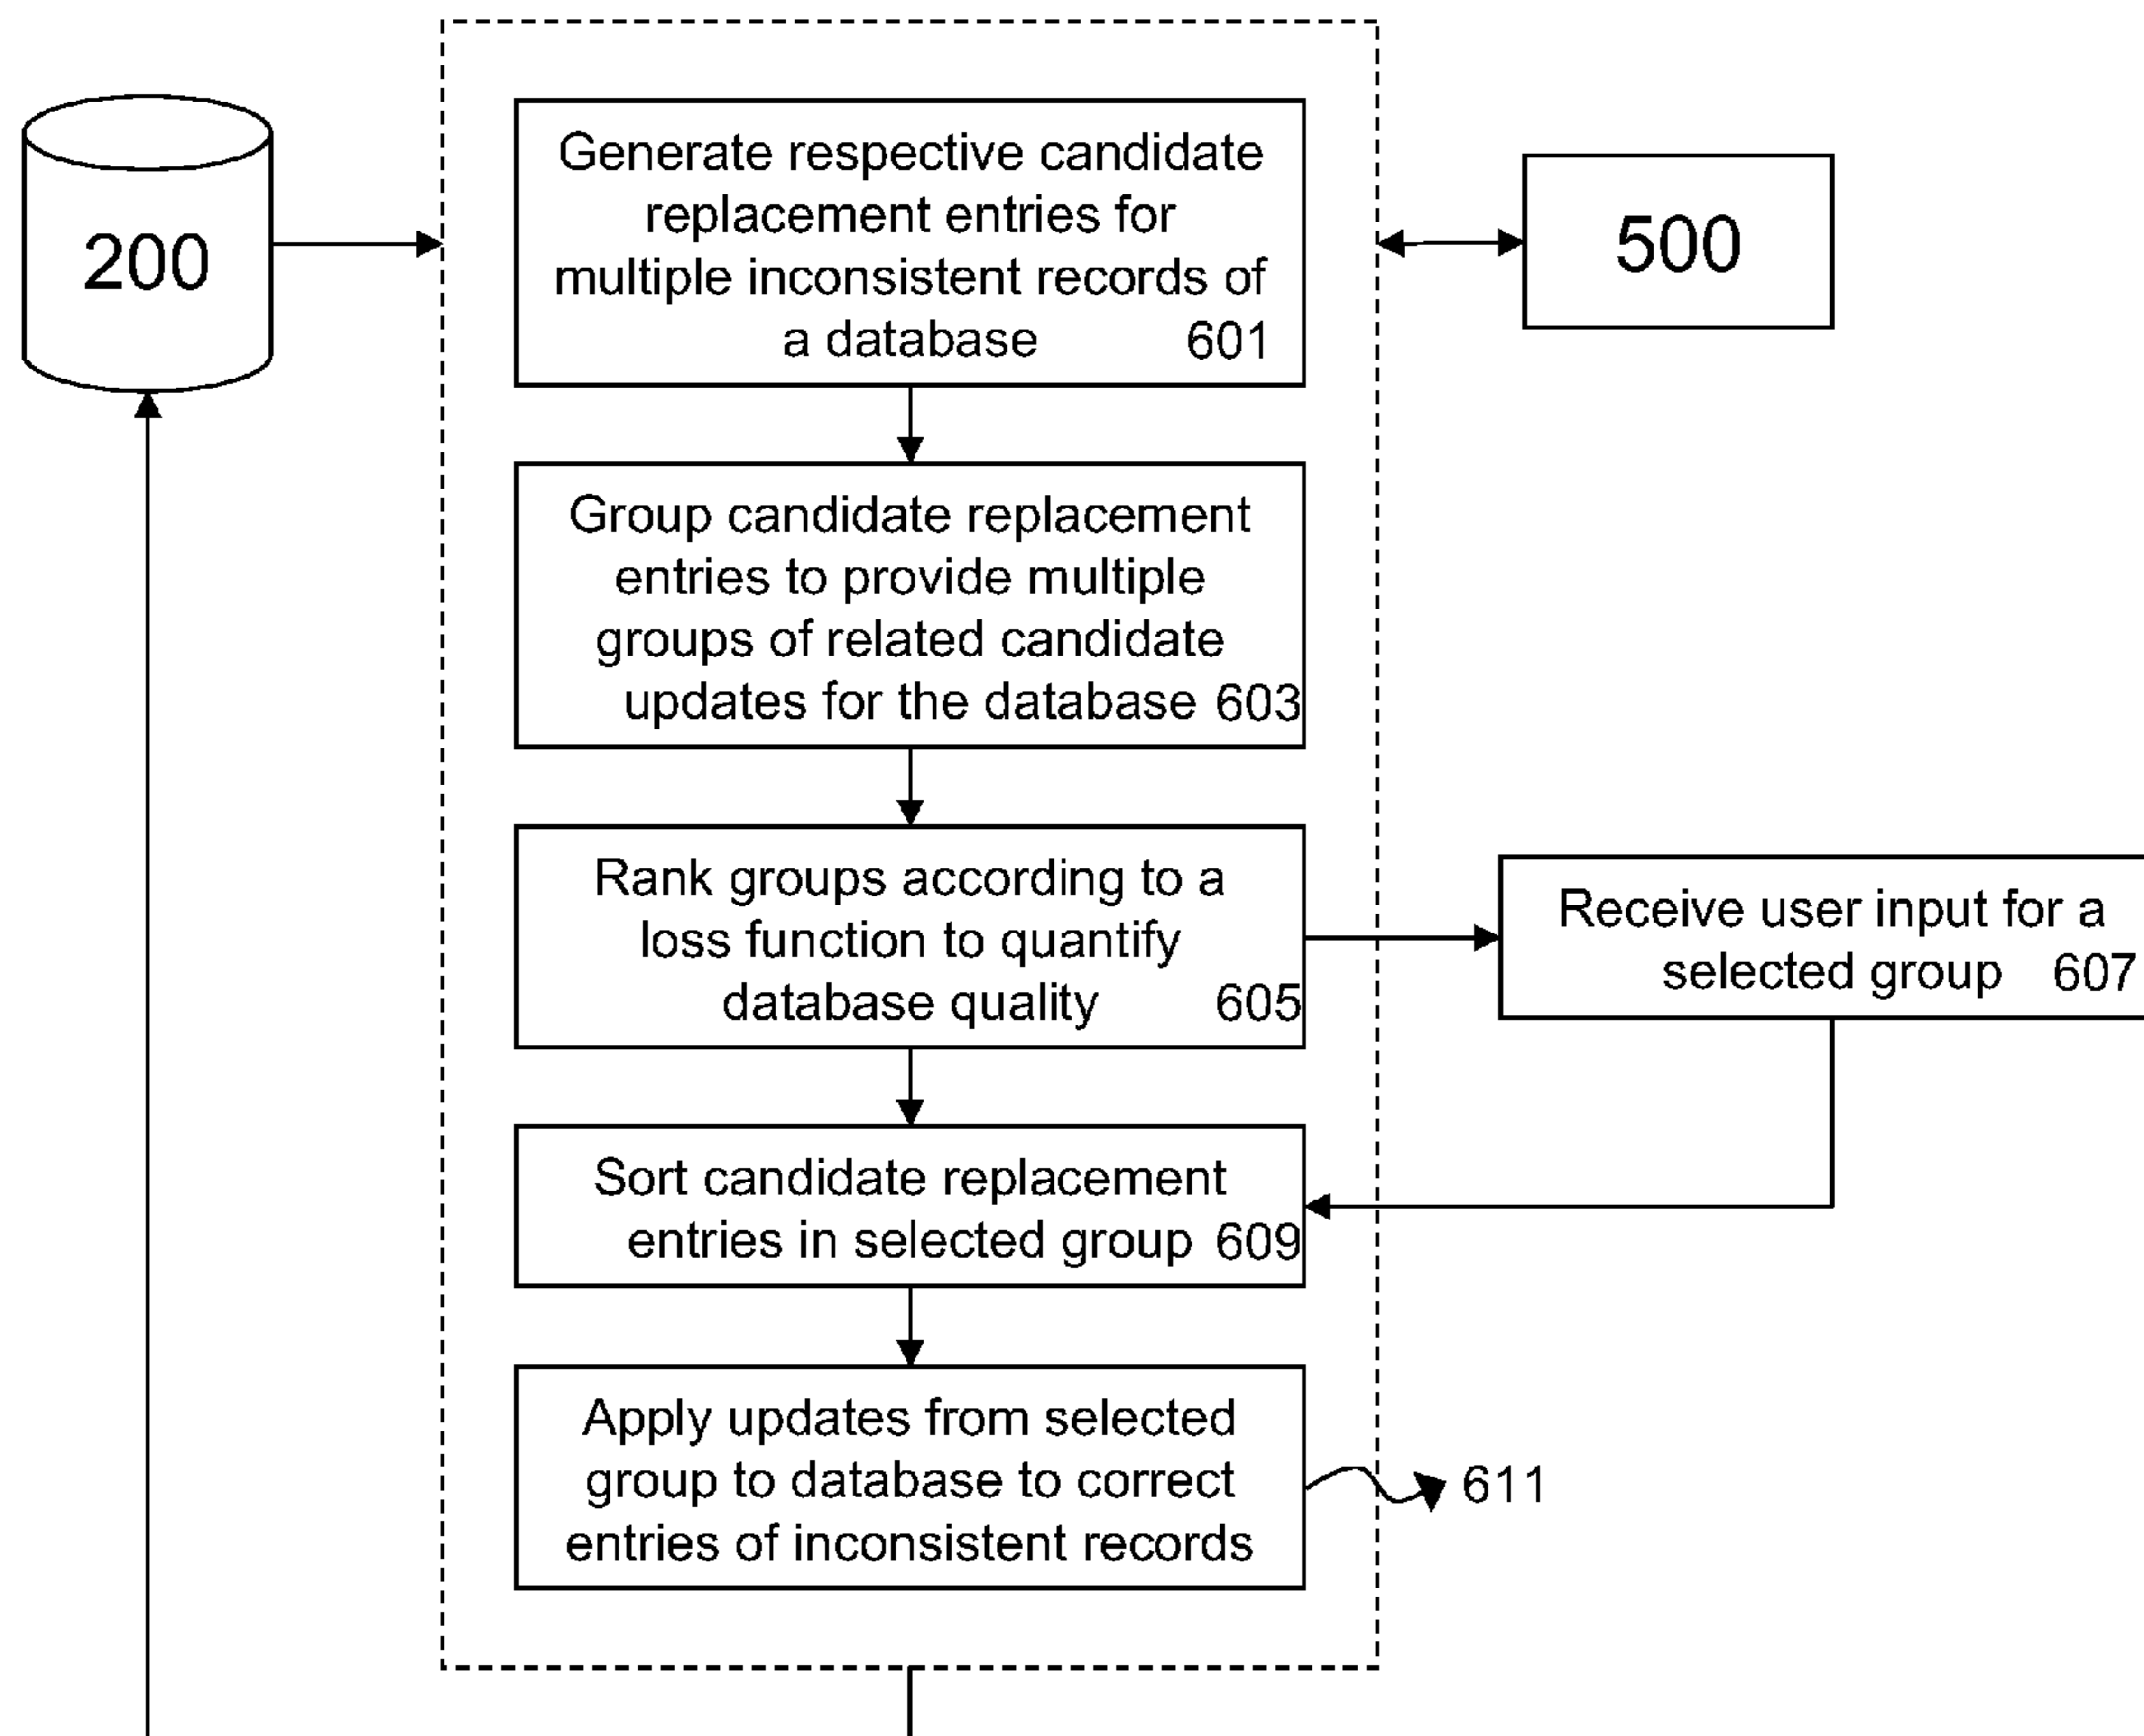 200
Generate respective candidate
replacement entries for
multiple inconsistent records of
a database 601
500
Group candidate replacement
entries to provide multiple
groups of related candidate
updates for the database 603
Rank groups according to a
loss function to quantify
database quality 605
Receive user input for a
selected group 607
Sort candidate replacement
entries in selected group 609
Apply updates from selected
group to database to correct
entries of inconsistent records
611